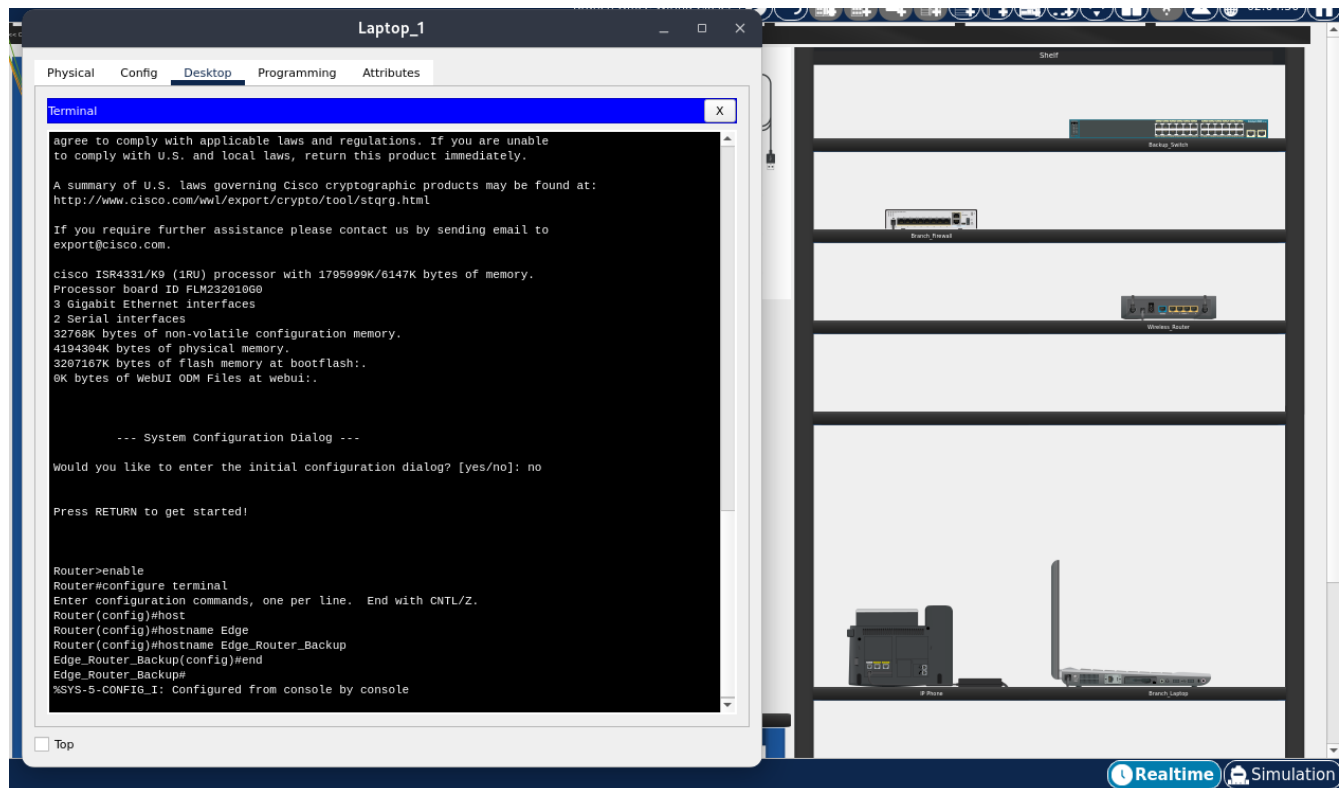 Laptop_1
Physical Config Desktop Programming Attributes
Terminal
X
agree to comply with applicable laws and regulations. If you are unable
to comply with U.S. and local laws, return this product immediately.
A summary of U.S. laws governing Cisco cryptographic products may be found at:
http://www.cisco.com/wwl/export/crypto/tool/stqrg.html
If you require further assistance please contact us by sending email to
export@cisco.com.
cisco ISR4331/K9 (1RU) processor with 1795999K/6147K bytes of memory.
Processor board ID FLM232010G0
3 Gigabit Ethernet interfaces
2 Serial interfaces
32768K bytes of non-volatile configuration memory.
4194304K bytes of physical memory.
3207167K bytes of flash memory at bootflash:.
0K bytes of WebUI ODM Files at webui:.
--- System Configuration Dialog ---
Would you like to enter the initial configuration dialog? [yes/no]: no
Press RETURN to get started!
Router>enable
Router#configure terminal
Enter configuration commands, one per line.  End with CNTL/Z.
Router(config)#host
Router(config)#hostname Edge
Router(config)#hostname Edge_Router_Backup
Edge_Router_Backup(config)#end
Edge_Router_Backup#
%SYS-5-CONFIG_I: Configured from console by console
Top
Shelf
Backup_Switch
Branch_Firewall
Wireless_Router
IP Phone
Branch_Laptop
Realtime
Simulation